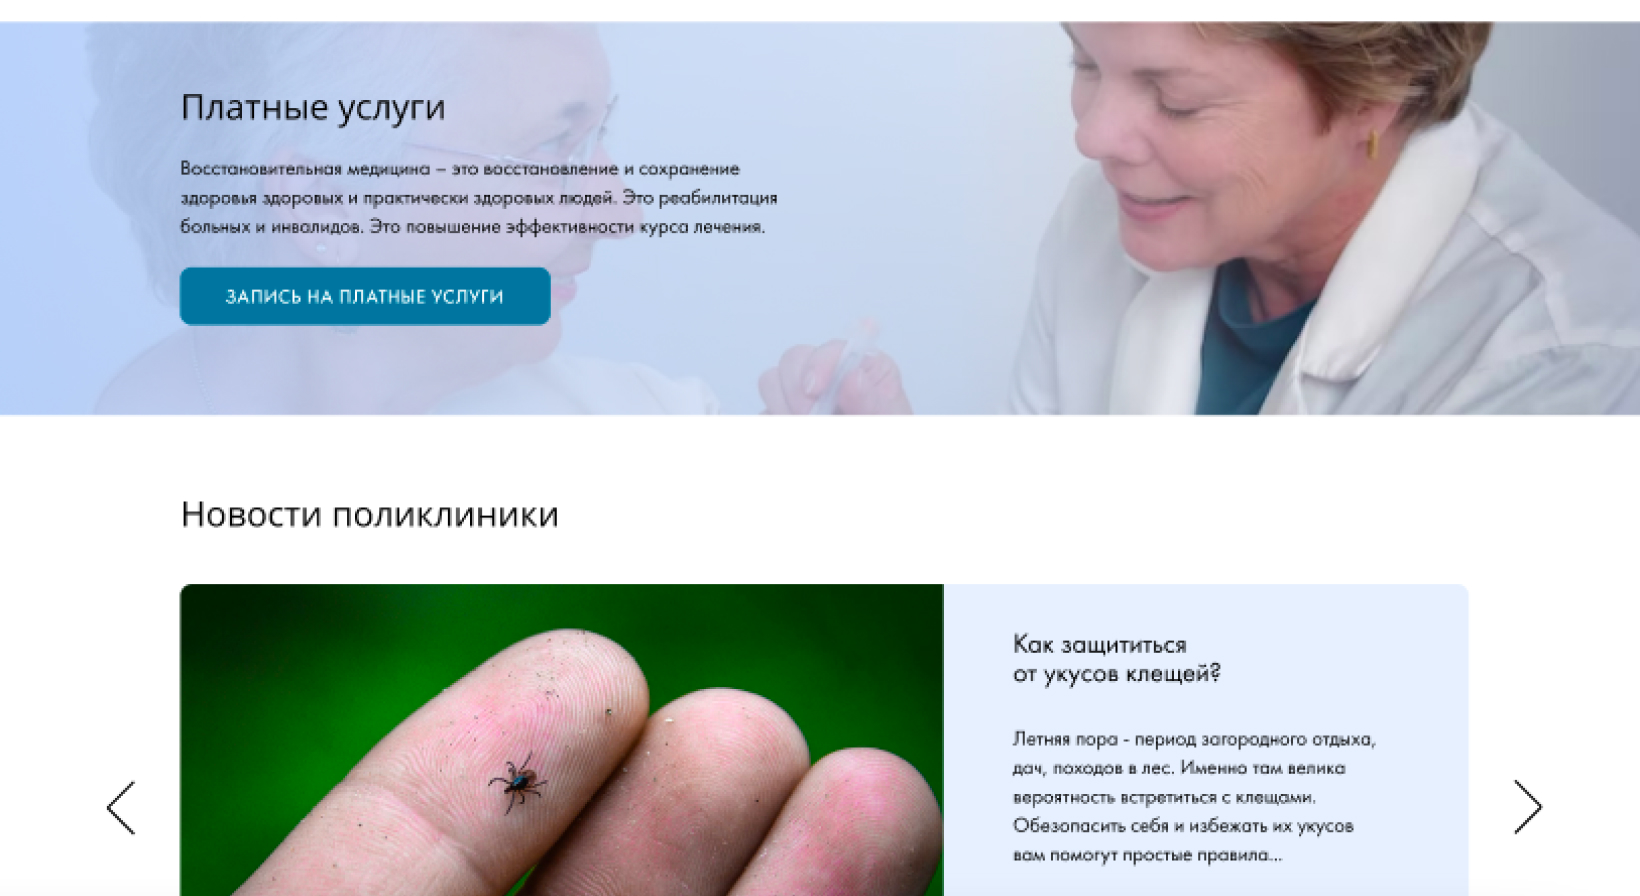 Платные услуги
Восстановительная медицина – это восстановление и сохранение
здоровья здоровых и практически здоровых людей. Это реабилитация
больных и инвалидов. Это повышение эффективности курса лечения.
ЗАПИСЬ НА ПЛАТНЫЕ УСЛУГИ
Новости поликлиники
Как защититься
от укусов клещей?
Летняя пора - период загородного отдыха,
дач, походов в лес. Именно там велика
вероятность встретиться с клещами.
Обезопасить себя и избежать их укусов
вам помогут простые правила...